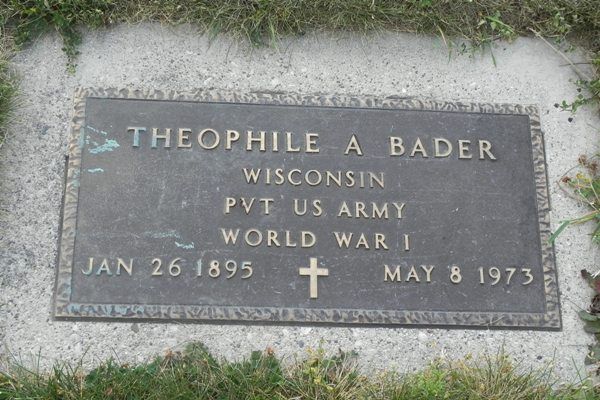 THEOPHILE A BADER
WISCONSIN
PVT US ARMY
WORLD WAR I
JAN 26 1895 MAY 8 1973